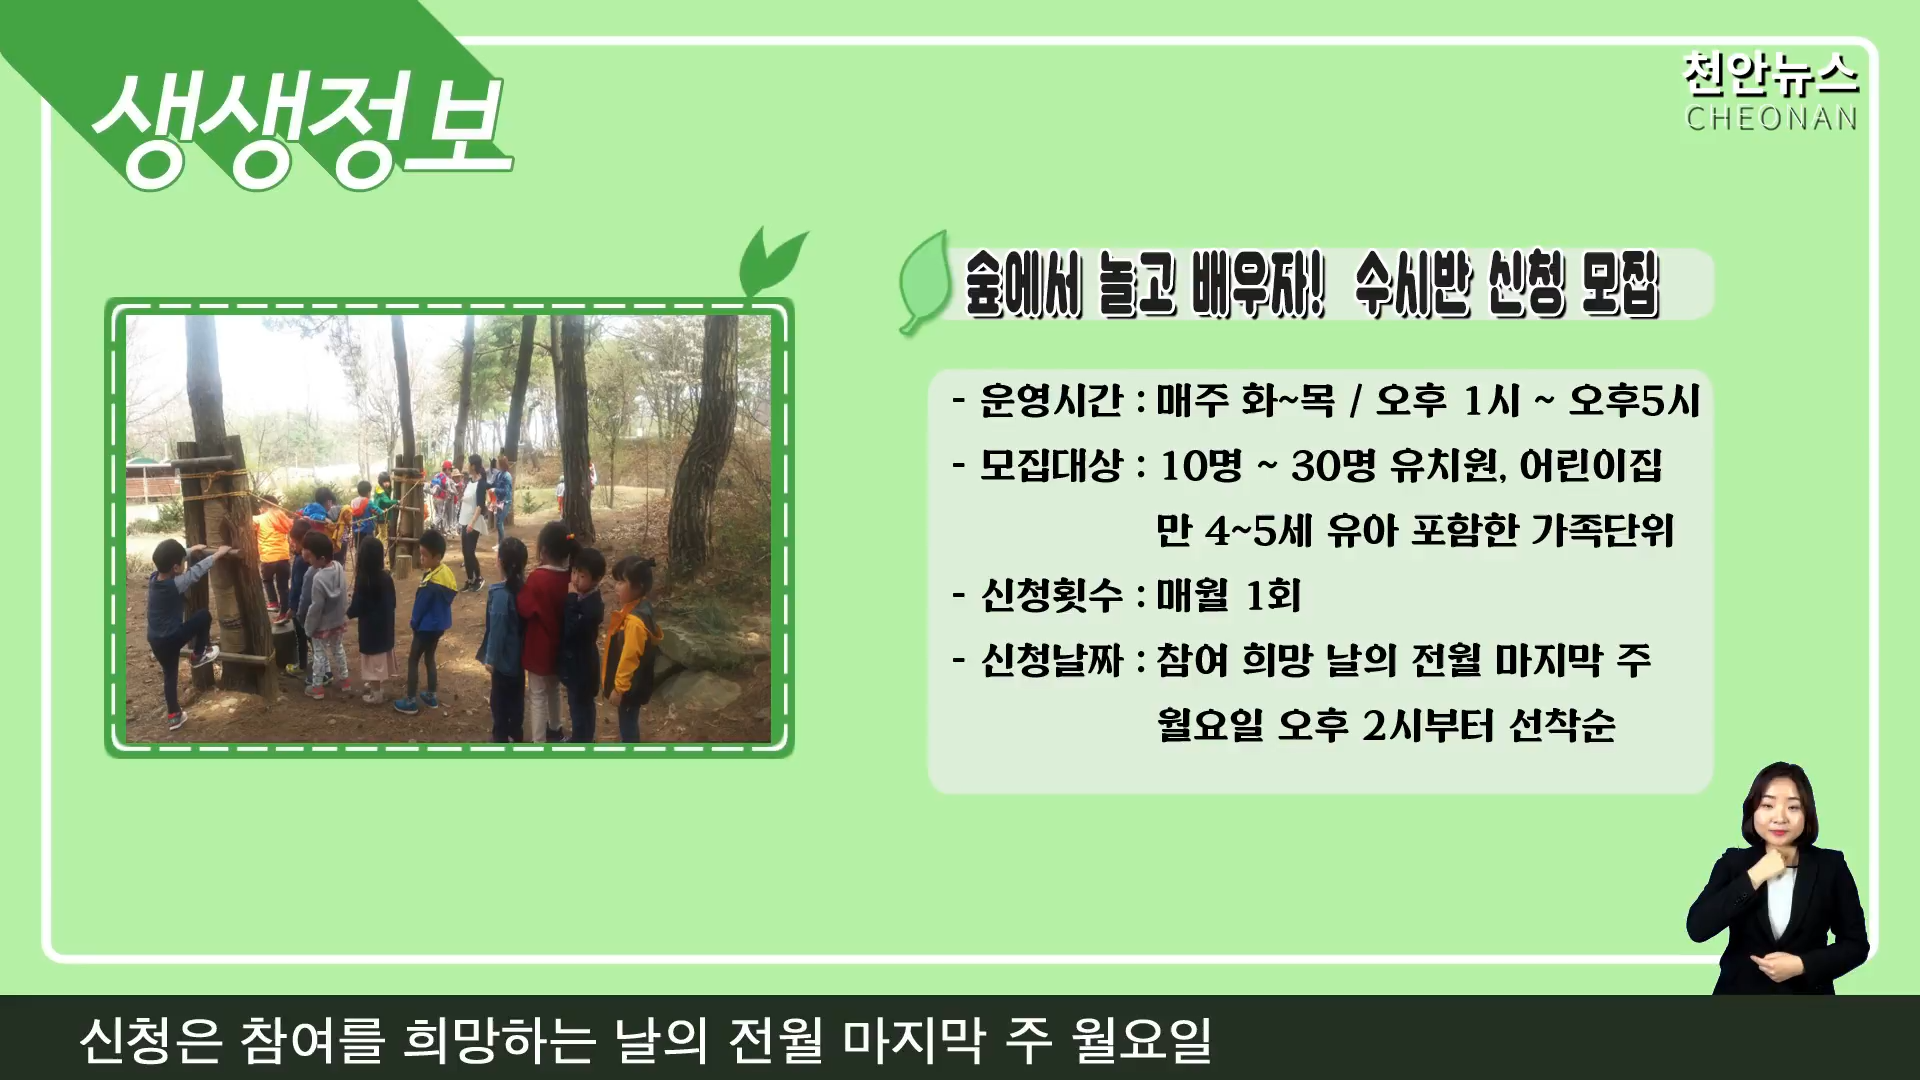 생생정보
천안뉴스
CHEONAN
숲에서 놀고 배우자! 수시반 신청 모집
- 운영시간 : 매주 화~목 / 오후 1시 ~ 오후5시
- 모집대상 : 10명 ~ 30명 유치원, 어린이집
만 4~5세 유아 포함한 가족단위
- 신청횟수 : 매월 1회
- 신청날짜 : 참여 희망 날의 전월 마지막 주
월요일 오후 2시부터 선착순
신청은 참여를 희망하는 날의 전월 마지막 주 월요일